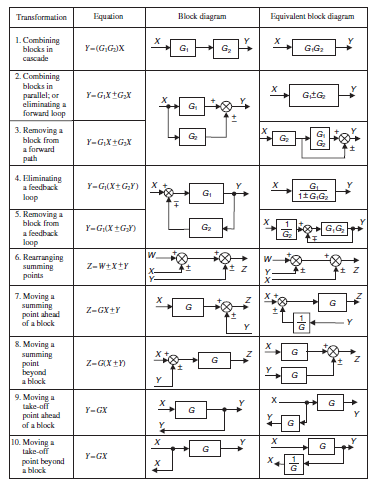 Transformation Equation Block diagram Equivalent block diagram
1. Combining
blocks in
cascade
Y=(G₁G₂)X
X G₁ G₂ Y
X G₁G₂ Y
2. Combining
blocks in
parallel; or
eliminating a
forward loop
Y=G₁X±G₂X
X G₁ + Y
±
G₂
X G₁±G₂ Y
3. Removing a
block from
a forward
path
Y=G₁X±G₂X
X G₂ G₁ + Y
G₂ ±
4. Eliminating
a feedback
loop
Y=G₁(X±G₂Y)
X + G₁ Y
∓
G₂
X G₁ Y
1±G₁G₂
5. Removing a
block from
a feedback
loop
Y=G₁(X±G₂Y)
X 1 + G₁G₂ Y
G₂ ∓
6. Rearranging
summing
points
Z=W±X±Y
W + + Z
X ± ±
Y
W + + Z
Y ± ±
X
7. Moving a
summing
point ahead
of a block
Z=GX±Y
X G + Z
±
Y
X + G Z
±
1 Y
G
8. Moving a
summing
point
beyond
a block
Z=G(X±Y)
X + G Z
±
Y
X G + Z
±
Y G
9. Moving a
take-off
point ahead
of a block
Y=GX
X G Y
Y
X G Y
Y G
10. Moving a
take-off
point beyond
a block
Y=GX
X G Y
X
X G Y
X 1
G